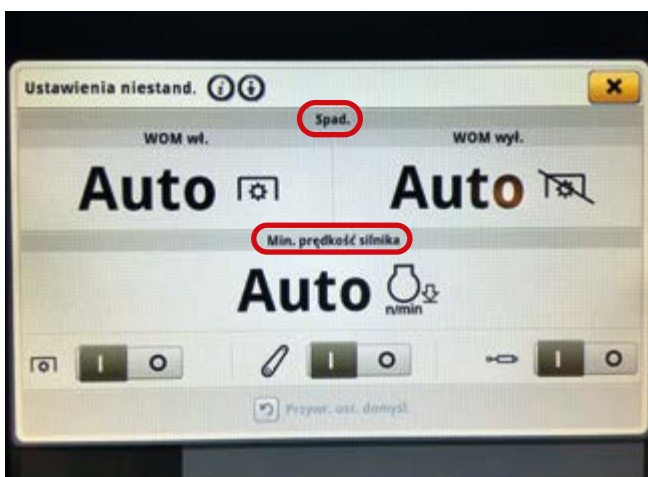 Ustawienia niestand.
Spad.
WOM wł.
WOM wył.
Auto
Auto
Min. prędkość silnika
Auto
n/min
I O
I O
I O
Przywr. ust. domyśl.